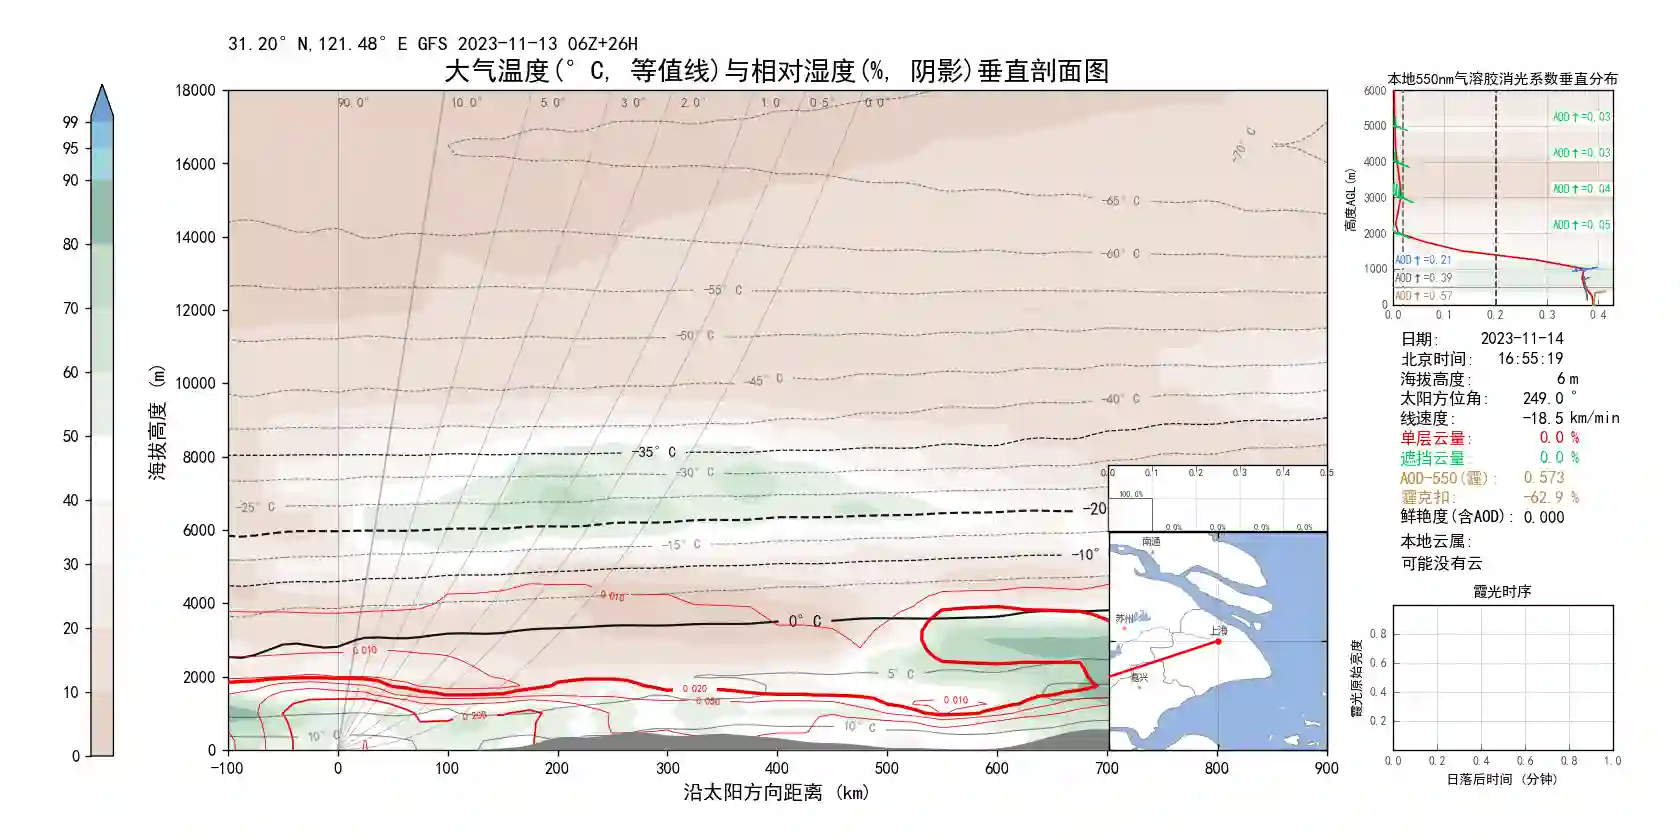 31.20° N,121.48° E GFS 2023-11-13 06Z+26H
大气温度(° C, 等值线)与相对湿度(%, 阴影)垂直剖面图
99
95
90
80
70
60
50
40
30
20
10
0
海拔高度 (m)
18000
16000
14000
12000
10000
8000
6000
4000
2000
0
90.0° 10.0° 5.0° 3.0° 2.0° 1.0 0.5° 0.0°
-70° C
-65° C
-60° C
-55° C
-50° C
-45° C
-40° C
-35° C
-30° C
-25° C
-20
-15° C
-10°
0.010
0° C
0.010
5° C
0.020
0.010
0.200
10° C
10° C
-100 0 100 200 300 400 500 600 700 800 900
沿太阳方向距离 (km)
0.0 0.1 0.2 0.3 0.4 0.5
100.0%
0.0% 0.0% 0.0% 0.0%
南通
苏州
上海
嘉兴
本地550nm气溶胶消光系数垂直分布
高度AGL(m)
6000
5000
4000
3000
2000
1000
0
AOD↑=0.03
AOD↑=0.03
AOD↑=0.04
AOD↑=0.05
AOD↑=0.21
AOD↑=0.39
AOD↑=0.57
0.0 0.1 0.2 0.3 0.4
日期: 2023-11-14
北京时间: 16:55:19
海拔高度: 6 m
太阳方位角: 249.0 °
线速度: -18.5 km/min
单层云量: 0.0 %
遮挡云量: 0.0 %
AOD-550(霾): 0.573
霾克扣: -62.9 %
鲜艳度(含AOD): 0.000
本地云属:
可能没有云
霞光时序
霞光原始亮度
0.8
0.6
0.4
0.2
0.0 0.2 0.4 0.6 0.8 1.0
日落后时间 (分钟)